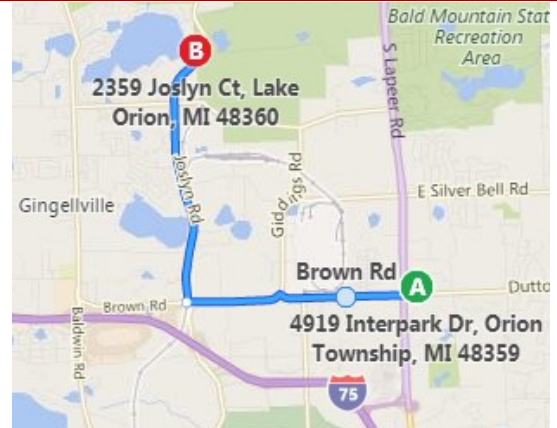 Bald Mountain Stat
Recreation
Area
B
2359 Joslyn Ct, Lake
Orion, MI 48360
S Lapeer Rd
Joslyn Rd
Giddings Rd
E Silver Bell Rd
Gingellville
Brown Rd
A
Brown Rd
Dutto
4919 Interpark Dr, Orion
Township, MI 48359
Baldwin Rd
75